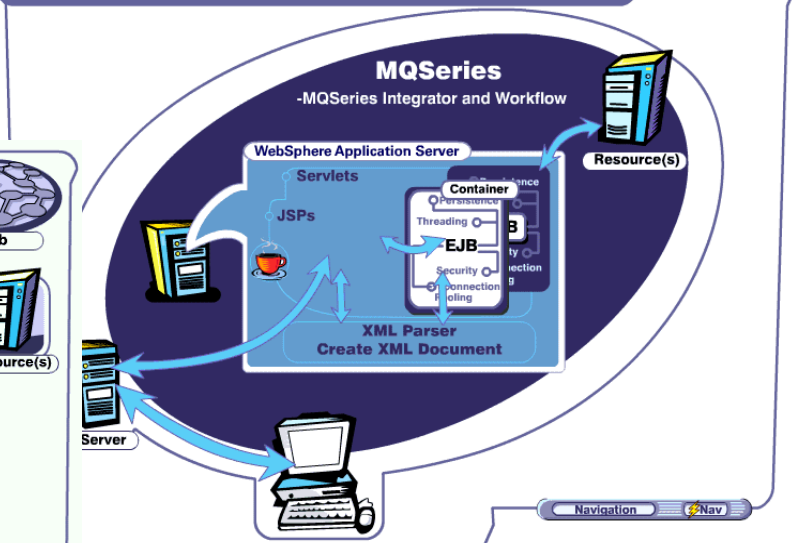 MQSeries
-MQSeries Integrator and Workflow
Resource(s)
WebSphere Application Server
Servlets
JSPs
Container
Persistence
Threading
EJB
Security
Connection
Pooling
B
XML Parser
Create XML Document
Server
Navigation
Nav